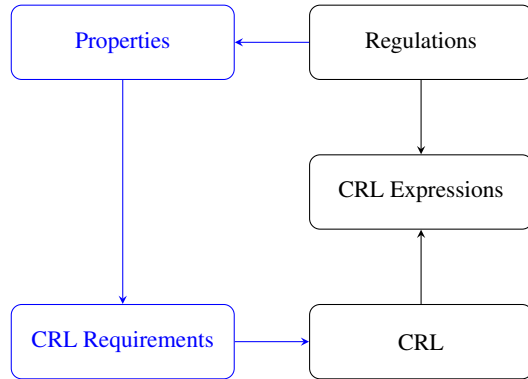 Properties
Regulations
CRL Expressions
CRL Requirements
CRL